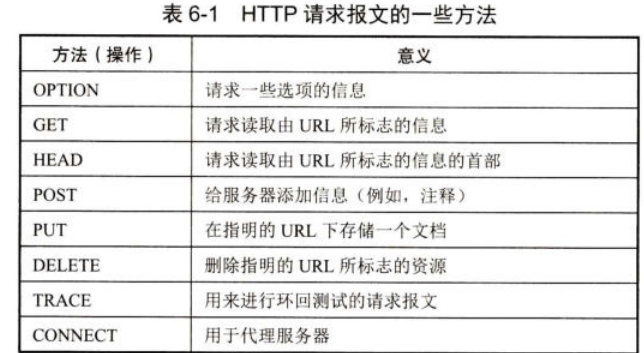 表 6-1 HTTP 请求报文的一些方法
方法（操作） 意义
OPTION 请求一些选项的信息
GET 请求读取由 URL 所标志的信息
HEAD 请求读取由 URL 所标志的信息的首部
POST 给服务器添加信息（例如，注释）
PUT 在指明的 URL 下存储一个文档
DELETE 删除指明的 URL 所标志的资源
TRACE 用来进行环回测试的请求报文
CONNECT 用于代理服务器